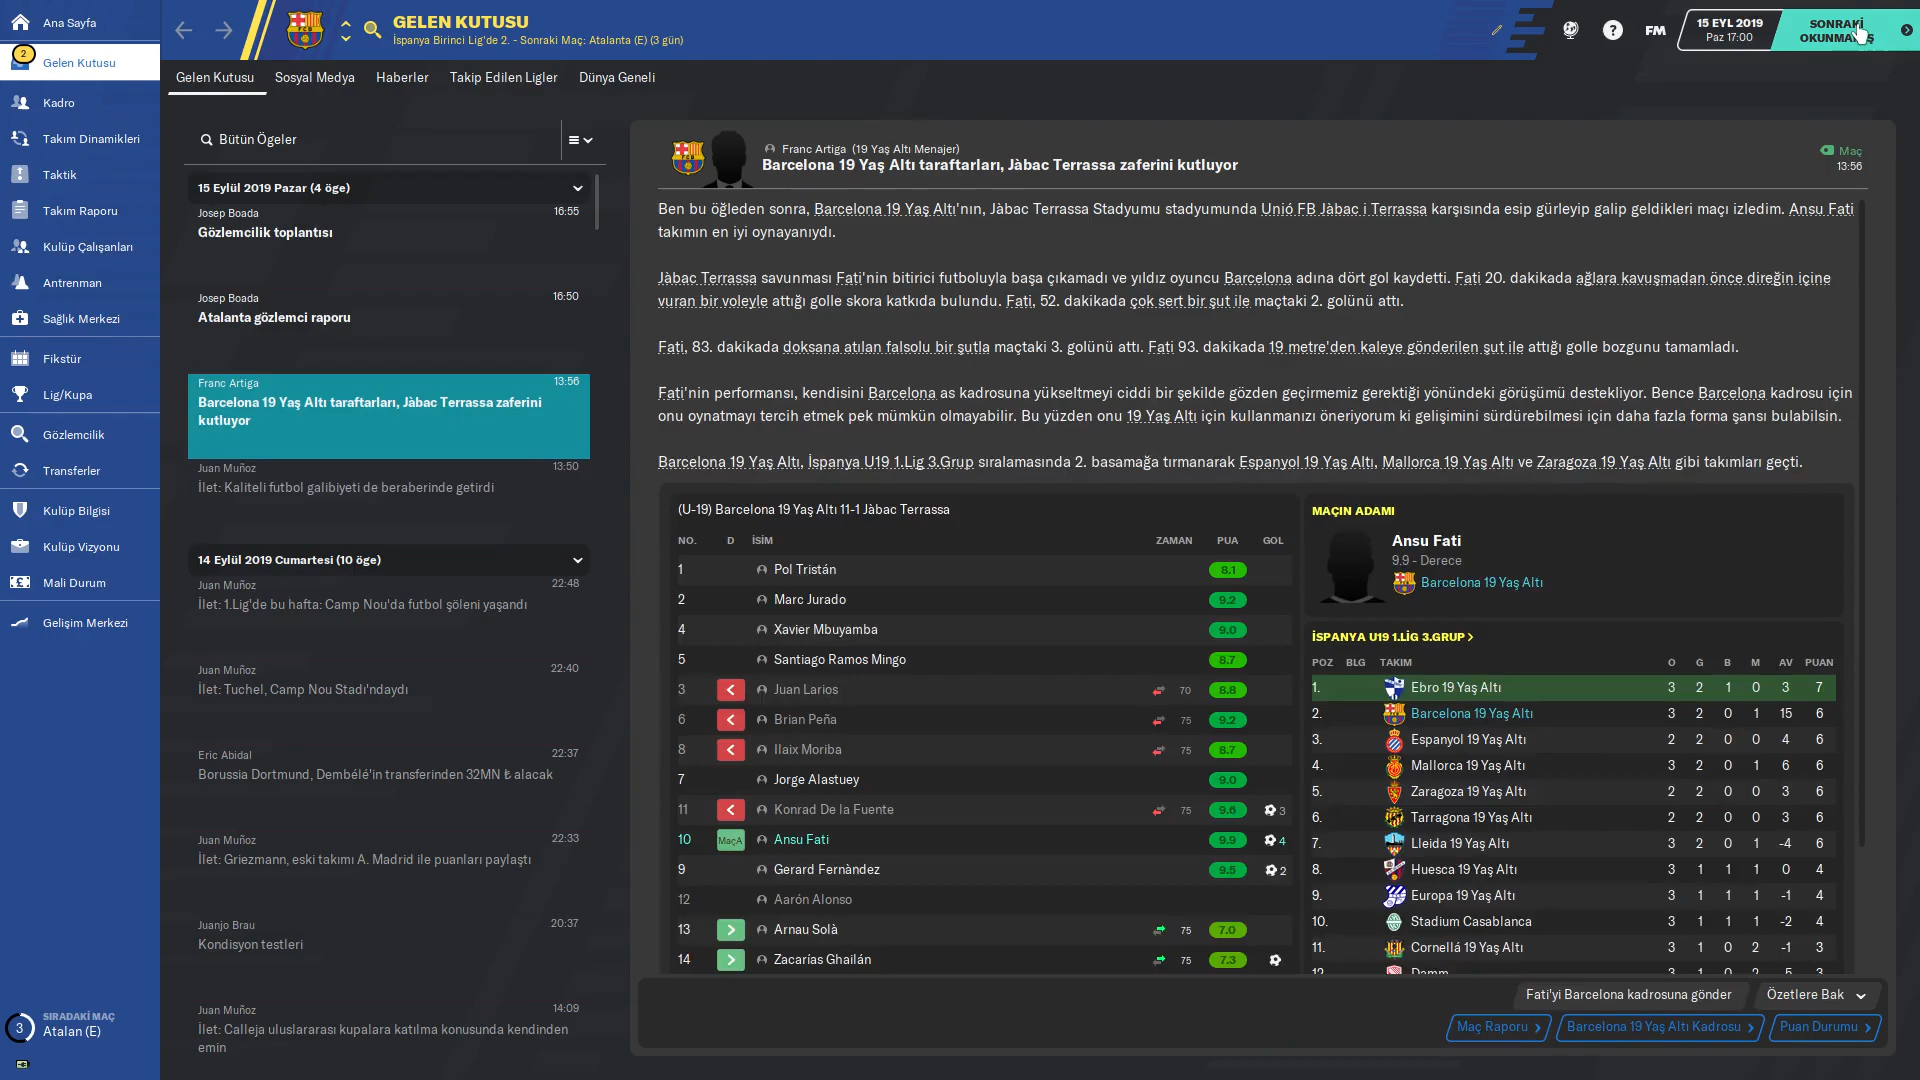 Ana Sayfa
2
Gelen Kutusu
Kadro
Takım Dinamikleri
Taktik
Takım Raporu
Kulüp Çalışanları
Antrenman
Sağlık Merkezi
Fikstür
Lig/Kupa
Gözlemcilik
Transferler
Kulüp Bilgisi
Kulüp Vizyonu
Mali Durum
Gelişim Merkezi
3
SIRADAKİ MAÇ
Atalan (E)
GELEN KUTUSU
İspanya Birinci Lig'de 2. - Sonraki Maç: Atalanta (E) (3 gün)
FM
15 EYL 2019
Paz 17:00
SONRAKİ
Gelen Kutusu
Sosyal Medya
Haberler
Takip Edilen Ligler
Dünya Geneli
Bütün Ögeler
15 Eylül 2019 Pazar (4 öge)
Josep Boada 16:55
Gözlemcilik toplantısı
Josep Boada 16:50
Atalanta gözlemci raporu
Franc Artiga 13:56
Barcelona 19 Yaş Altı taraftarları, Jàbac Terrassa zaferini
kutluyor
Juan Muñoz 13:50
İlet: Kaliteli futbol galibiyeti de beraberinde getirdi
14 Eylül 2019 Cumartesi (10 öge)
Juan Muñoz 22:48
İlet: 1.Lig'de bu hafta: Camp Nou'da futbol şöleni yaşandı
Juan Muñoz 22:40
İlet: Tuchel, Camp Nou Stadı'ndaydı
Eric Abidal 22:37
Borussia Dortmund, Dembélé'in transferinden 32MN ₺ alacak
Juan Muñoz 22:33
İlet: Griezmann, eski takımı A. Madrid ile puanları paylaştı
Juanjo Brau 20:37
Kondisyon testleri
Juan Muñoz 14:09
İlet: Calleja uluslararası kupalara katılma konusunda kendinden
emin
Franc Artiga (19 Yaş Altı Menajer)
Barcelona 19 Yaş Altı taraftarları, Jàbac Terrassa zaferini kutluyor
Maç
13:56
Ben bu öğleden sonra, Barcelona 19 Yaş Altı'nın, Jàbac Terrassa Stadyumu stadyumunda Unió FB Jàbac i Terrassa karşısında esip gürleyip galip geldikleri maçı izledim. Ansu Fati
takımın en iyi oynayanıydı.
Jàbac Terrassa savunması Fati'nin bitirici futboluyla başa çıkamadı ve yıldız oyuncu Barcelona adına dört gol kaydetti. Fati 20. dakikada ağlara kavuşmadan önce direğin içine
vuran bir voleyle attığı golle skora katkıda bulundu. Fati, 52. dakikada çok sert bir şut ile maçtaki 2. golünü attı.
Fati, 83. dakikada doksana atılan falsolu bir şutla maçtaki 3. golünü attı. Fati 93. dakikada 19 metre'den kaleye gönderilen şut ile attığı golle bozgunu tamamladı.
Fati'nin performansı, kendisini Barcelona as kadrosuna yükseltmeyi ciddi bir şekilde gözden geçirmemiz gerektiği yönündeki görüşümü destekliyor. Bence Barcelona kadrosu için
onu oynatmayı tercih etmek pek mümkün olmayabilir. Bu yüzden onu 19 Yaş Altı için kullanmanızı öneriyorum ki gelişimini sürdürebilmesi için daha fazla forma şansı bulabilsin.
Barcelona 19 Yaş Altı, İspanya U19 1.Lig 3.Grup sıralamasında 2. basamağa tırmanarak Espanyol 19 Yaş Altı, Mallorca 19 Yaş Altı ve Zaragoza 19 Yaş Altı gibi takımları geçti.
(U-19) Barcelona 19 Yaş Altı 11-1 Jàbac Terrassa
NO. D İSİM ZAMAN PUA GOL
1 Pol Tristán 8.1
2 Marc Jurado 9.2
4 Xavier Mbuyamba 9.0
5 Santiago Ramos Mingo 8.7
3 Juan Larios 70 8.8
6 Brian Peña 75 9.2
8 Ilaix Moriba 75 8.7
7 Jorge Alastuey 9.0
11 Konrad De la Fuente 75 9.6 3
10 MaçA Ansu Fati 9.9 4
9 Gerard Fernàndez 9.5 2
12 Aarón Alonso
13 Arnau Solà 75 7.0
14 Zacarías Ghailán 75 7.3
MAÇIN ADAMI
Ansu Fati
9.9 - Derece
Barcelona 19 Yaş Altı
İSPANYA U19 1.LİG 3.GRUP
POZ BLG TAKIM O G B M AV PUAN
1. Ebro 19 Yaş Altı 3 2 1 0 3 7
2. Barcelona 19 Yaş Altı 3 2 0 1 15 6
3. Espanyol 19 Yaş Altı 2 2 0 0 4 6
4. Mallorca 19 Yaş Altı 3 2 0 1 6 6
5. Zaragoza 19 Yaş Altı 2 2 0 0 3 6
6. Tarragona 19 Yaş Altı 2 2 0 0 3 6
7. Lleida 19 Yaş Altı 3 2 0 1 -4 6
8. Huesca 19 Yaş Altı 3 1 1 1 0 4
9. Europa 19 Yaş Altı 3 1 1 1 -1 4
10. Stadium Casablanca 3 1 1 1 -2 4
11. Cornellá 19 Yaş Altı 3 1 0 2 -1 3
12. Damm 3 1 0 2 -5 3
Fati'yi Barcelona kadrosuna gönder
Özetlere Bak
Maç Raporu
Barcelona 19 Yaş Altı Kadrosu
Puan Durumu